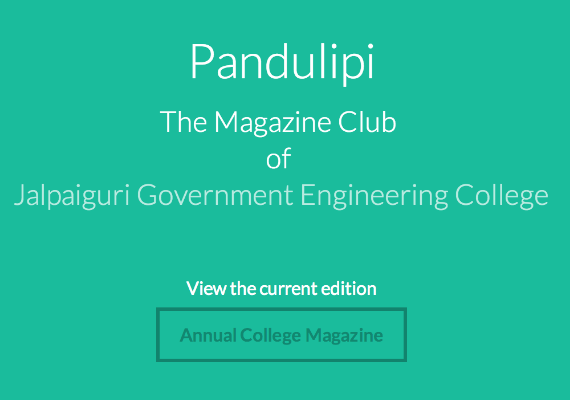 Pandulipi
The Magazine Club
of
Jalpaiguri Government Engineering College
View the current edition
Annual College Magazine